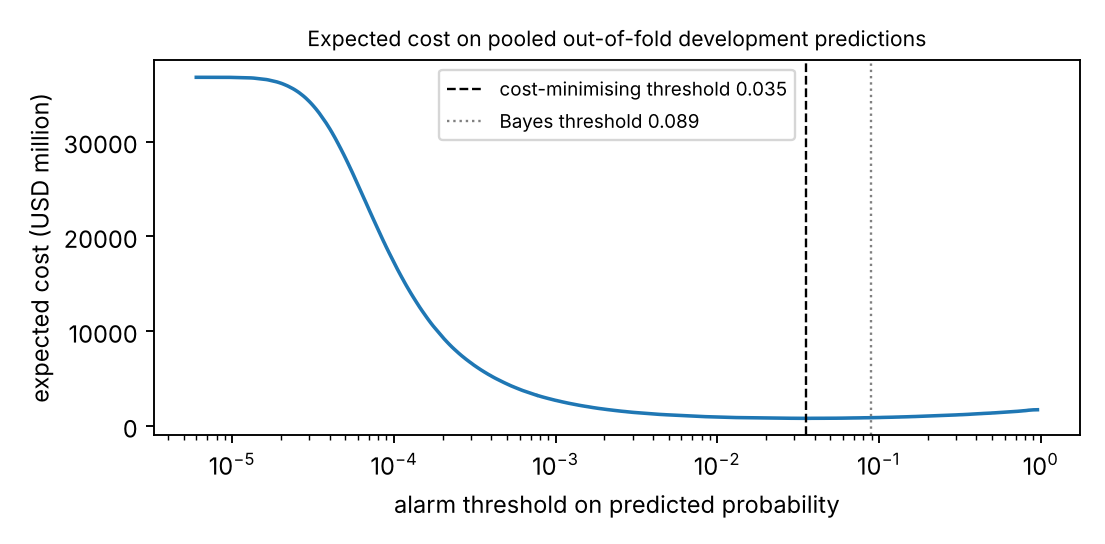 Expected cost on pooled out-of-fold development predictions
cost-minimising threshold 0.035
Bayes threshold 0.089
expected cost (USD million)
30000
20000
10000
0
10⁻⁵ 10⁻⁴ 10⁻³ 10⁻² 10⁻¹ 10⁰
alarm threshold on predicted probability